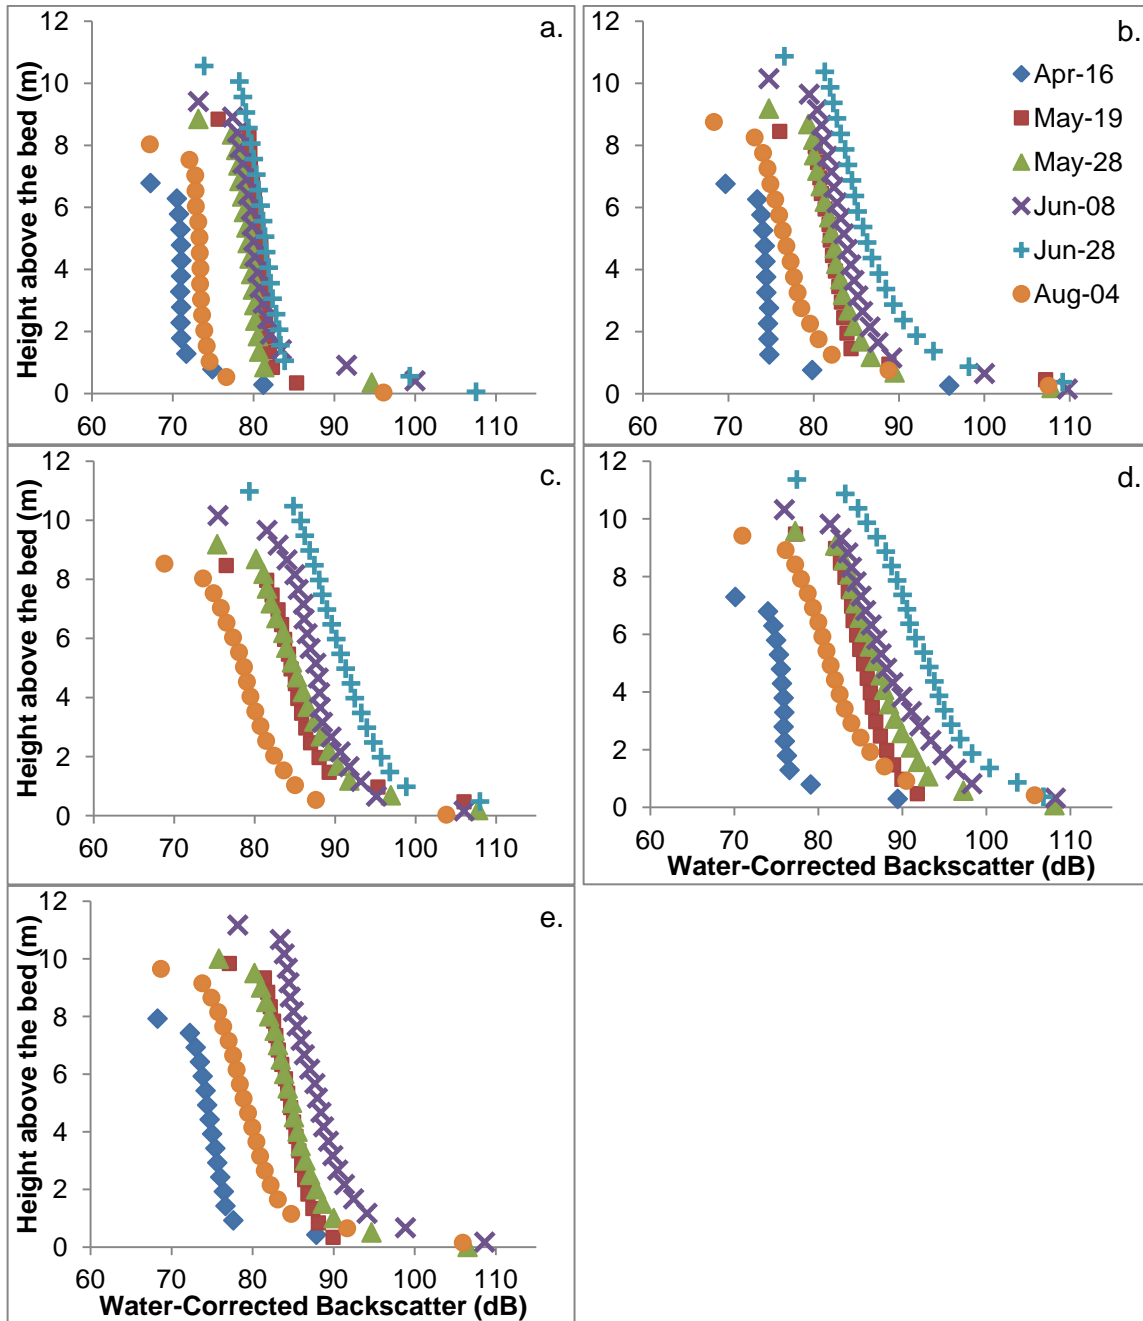 a.
Height above the bed (m)
12
10
8
6
4
2
0
60 70 80 90 100 110
b.
12
10
8
6
4
2
0
60 70 80 90 100 110
Apr-16
May-19
May-28
Jun-08
Jun-28
Aug-04
c.
Height above the bed (m)
12
10
8
6
4
2
0
60 70 80 90 100 110
d.
12
10
8
6
4
2
0
60 70 80 90 100 110
Water-Corrected Backscatter (dB)
e.
Height above the bed (m)
12
10
8
6
4
2
0
60 70 80 90 100 110
Water-Corrected Backscatter (dB)